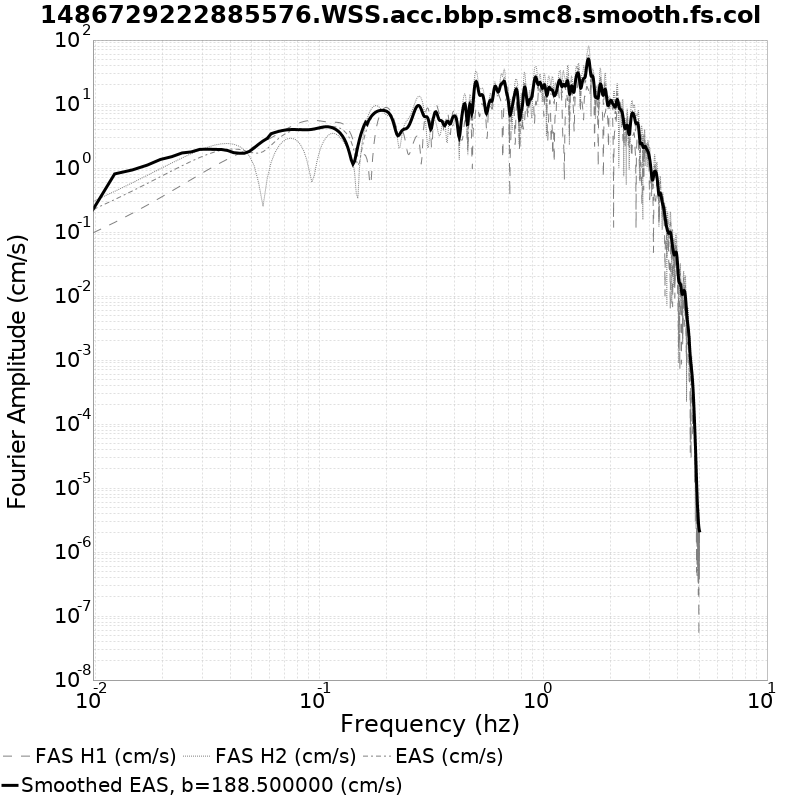 1486729222885576.WSS.acc.bbp.smc8.smooth.fs.col
Fourier Amplitude (cm/s)
10^2
10^1
10^0
10^-1
10^-2
10^-3
10^-4
10^-5
10^-6
10^-7
10^-8
10^-2 10^-1 10^0 10^1
Frequency (hz)
FAS H1 (cm/s) FAS H2 (cm/s) EAS (cm/s)
Smoothed EAS, b=188.500000 (cm/s)